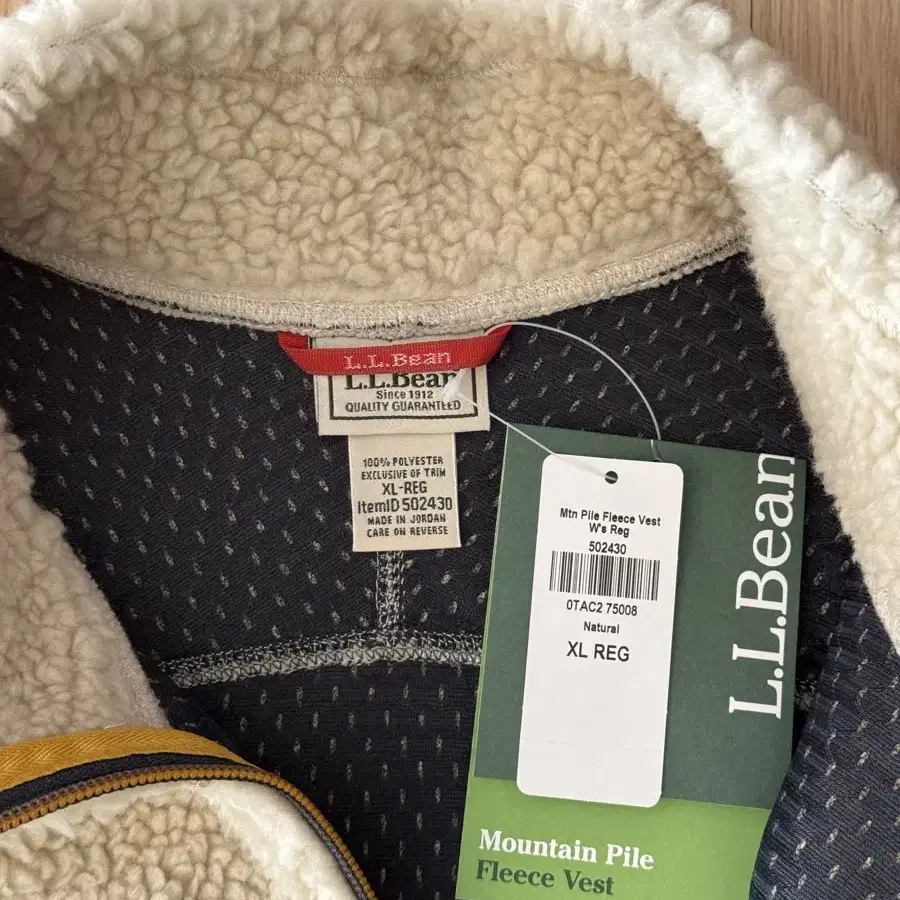 L.L.Bean
L.L.Bean
Since 1912
QUALITY GUARANTEED
100% POLYESTER
EXCLUSIVE OF TRIM
XL-REG
ItemID 502430
MADE IN JORDAN
CARE ON REVERSE
Mtn Pile Fleece Vest
W's Reg
502430
0TAC2 75008
Natural
XL REG
L.L.Bean
Mountain Pile
Fleece Vest